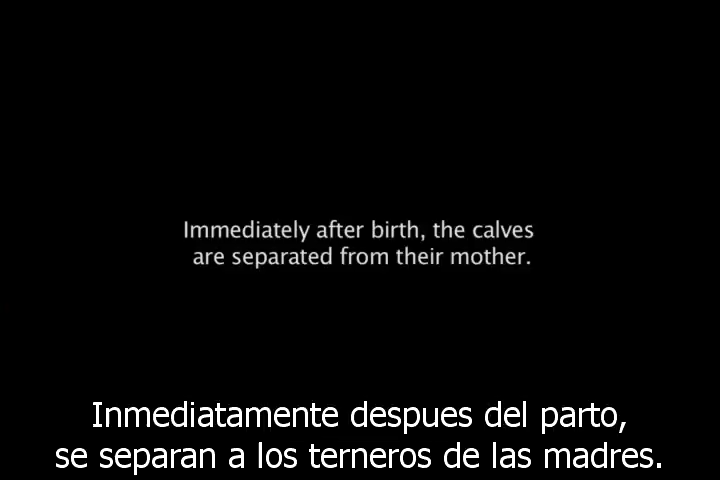 Immediately after birth, the calves
are separated from their mother.
Inmediatamente despues del parto,
se separan a los terneros de las madres.